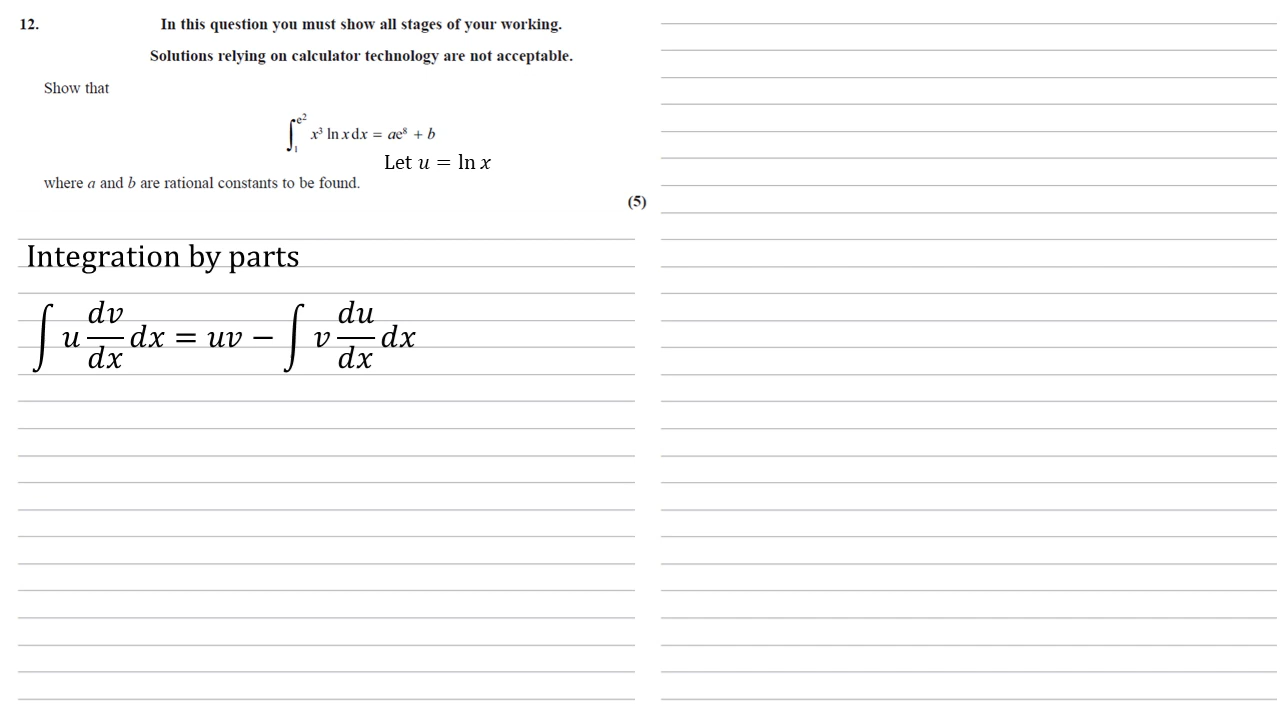 12. In this question you must show all stages of your working.
Solutions relying on calculator technology are not acceptable.
Show that
∫₁^{e²} x³ ln x dx = ae⁸ + b
Let u = ln x
where a and b are rational constants to be found.
(5)
Integration by parts
∫ u dv/dx dx = uv − ∫ v du/dx dx